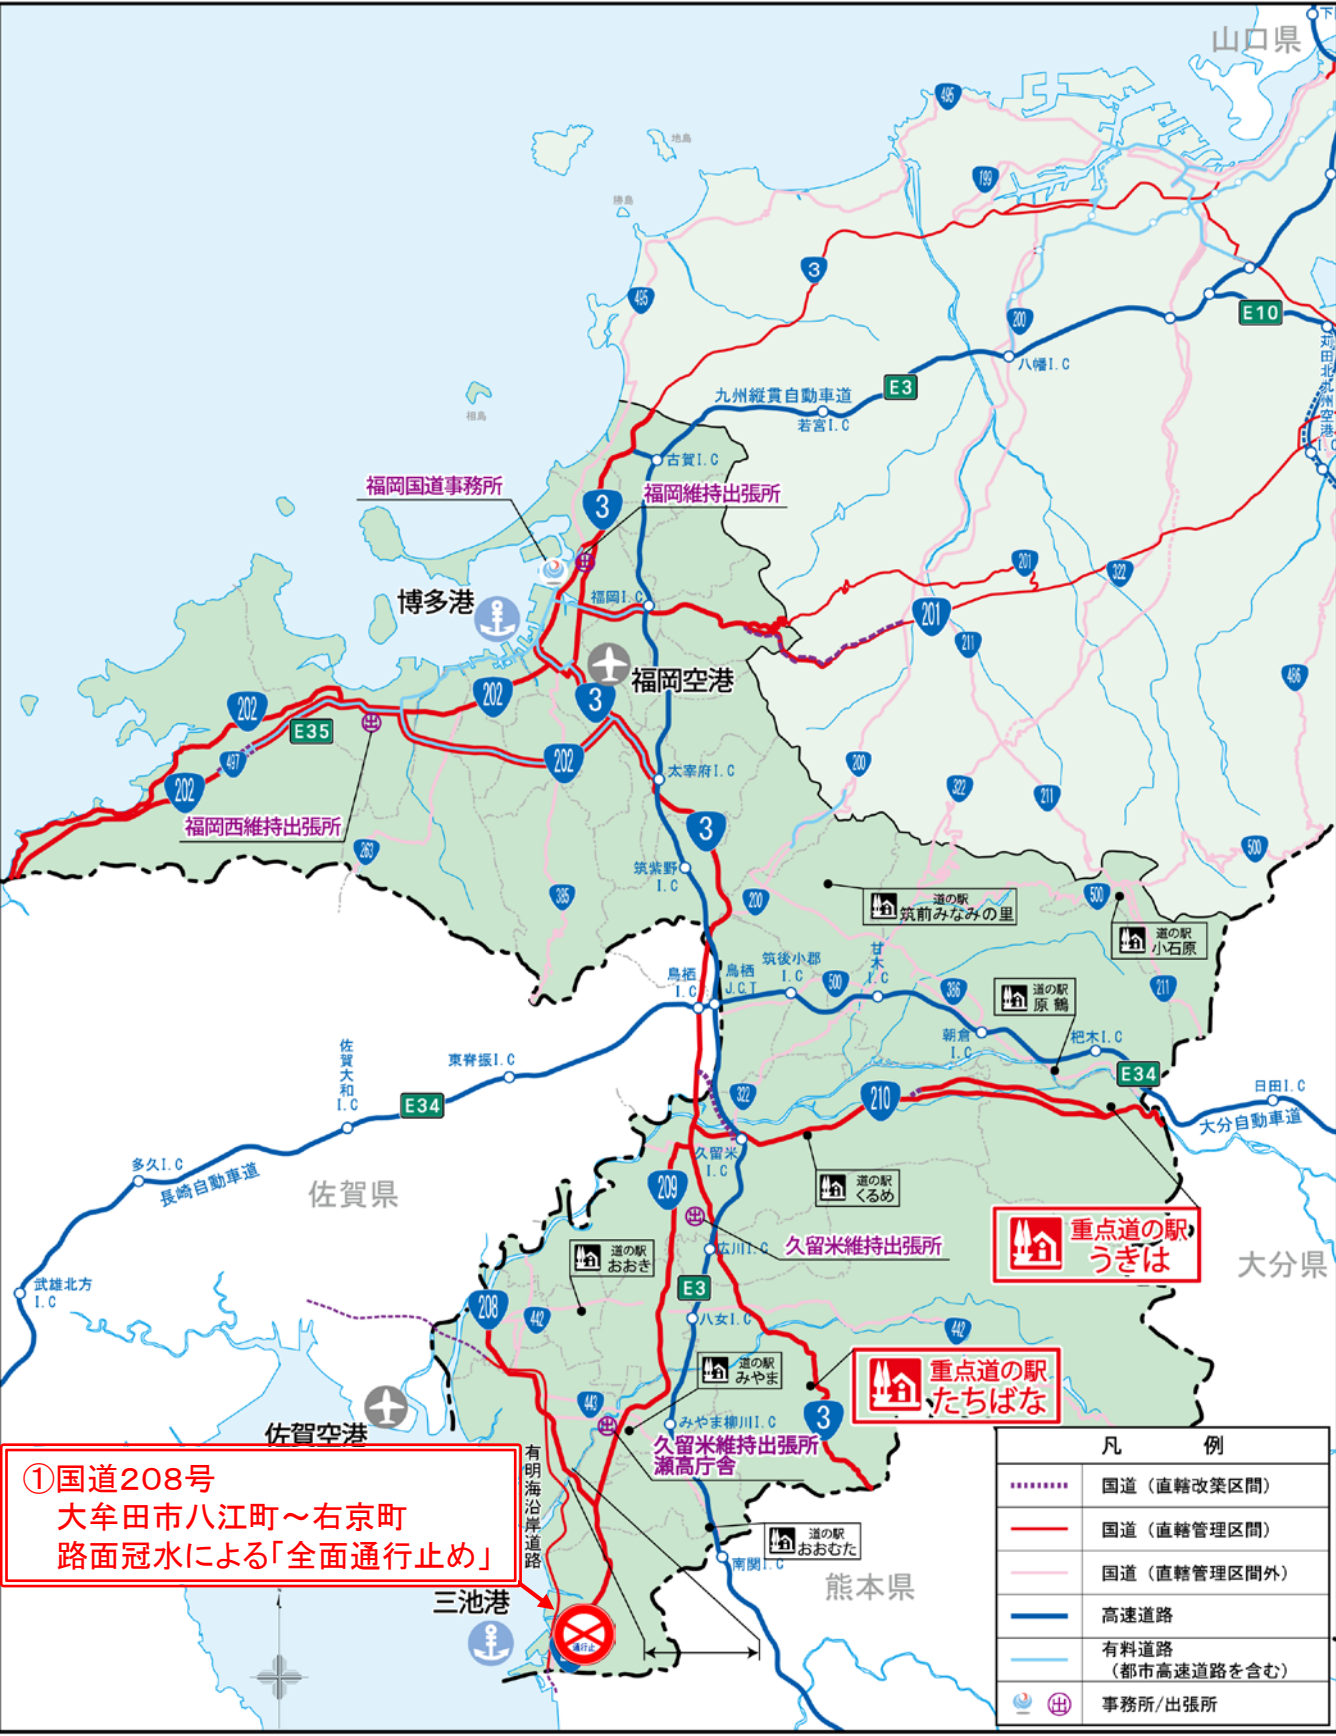 山口県
下
495
地島
199
勝島
3
495
200
E10
苅田北九州空港I.C
八幡I.C
九州縦貫自動車道
E3
若宮I.C
相島
古賀I.C
福岡国道事務所
福岡維持出張所
3
出
201
322
博多港
福岡I.C
201
211
福岡空港
486
202
202
3
E35
出
497
202
202
200
太宰府I.C
322
211
福岡西維持出張所
3
263
500
筑紫野
I.C
385
200
500
道の駅
筑前みなみの里
道の駅
小石原
鳥栖
I.C
鳥栖
J.C.T
筑後小郡
I.C
500
甘木
I.C
386
道の駅
原鶴
211
朝倉
I.C
杷木I.C
佐賀大和
I.C
東脊振I.C
E34
E34
322
210
日田I.C
大分自動車道
久留米
I.C
多久I.C
長崎自動車道
佐賀県
209
道の駅
くるめ
出
久留米維持出張所
広川I.C
重点道の駅
うきは
大分県
道の駅
おおき
武雄北方
I.C
E3
208
442
八女I.C
442
道の駅
みやま
重点道の駅
たちばな
443
佐賀空港
出
みやま柳川I.C
3
久留米維持出張所
瀬高庁舎
有明海沿岸道路
①国道208号
大牟田市八江町～右京町
路面冠水による「全面通行止め」
道の駅
おおむた
南関I.C
熊本県
三池港
通行止
凡　例
国道（直轄改築区間）
国道（直轄管理区間）
国道（直轄管理区間外）
高速道路
有料道路
（都市高速道路を含む）
出
事務所/出張所